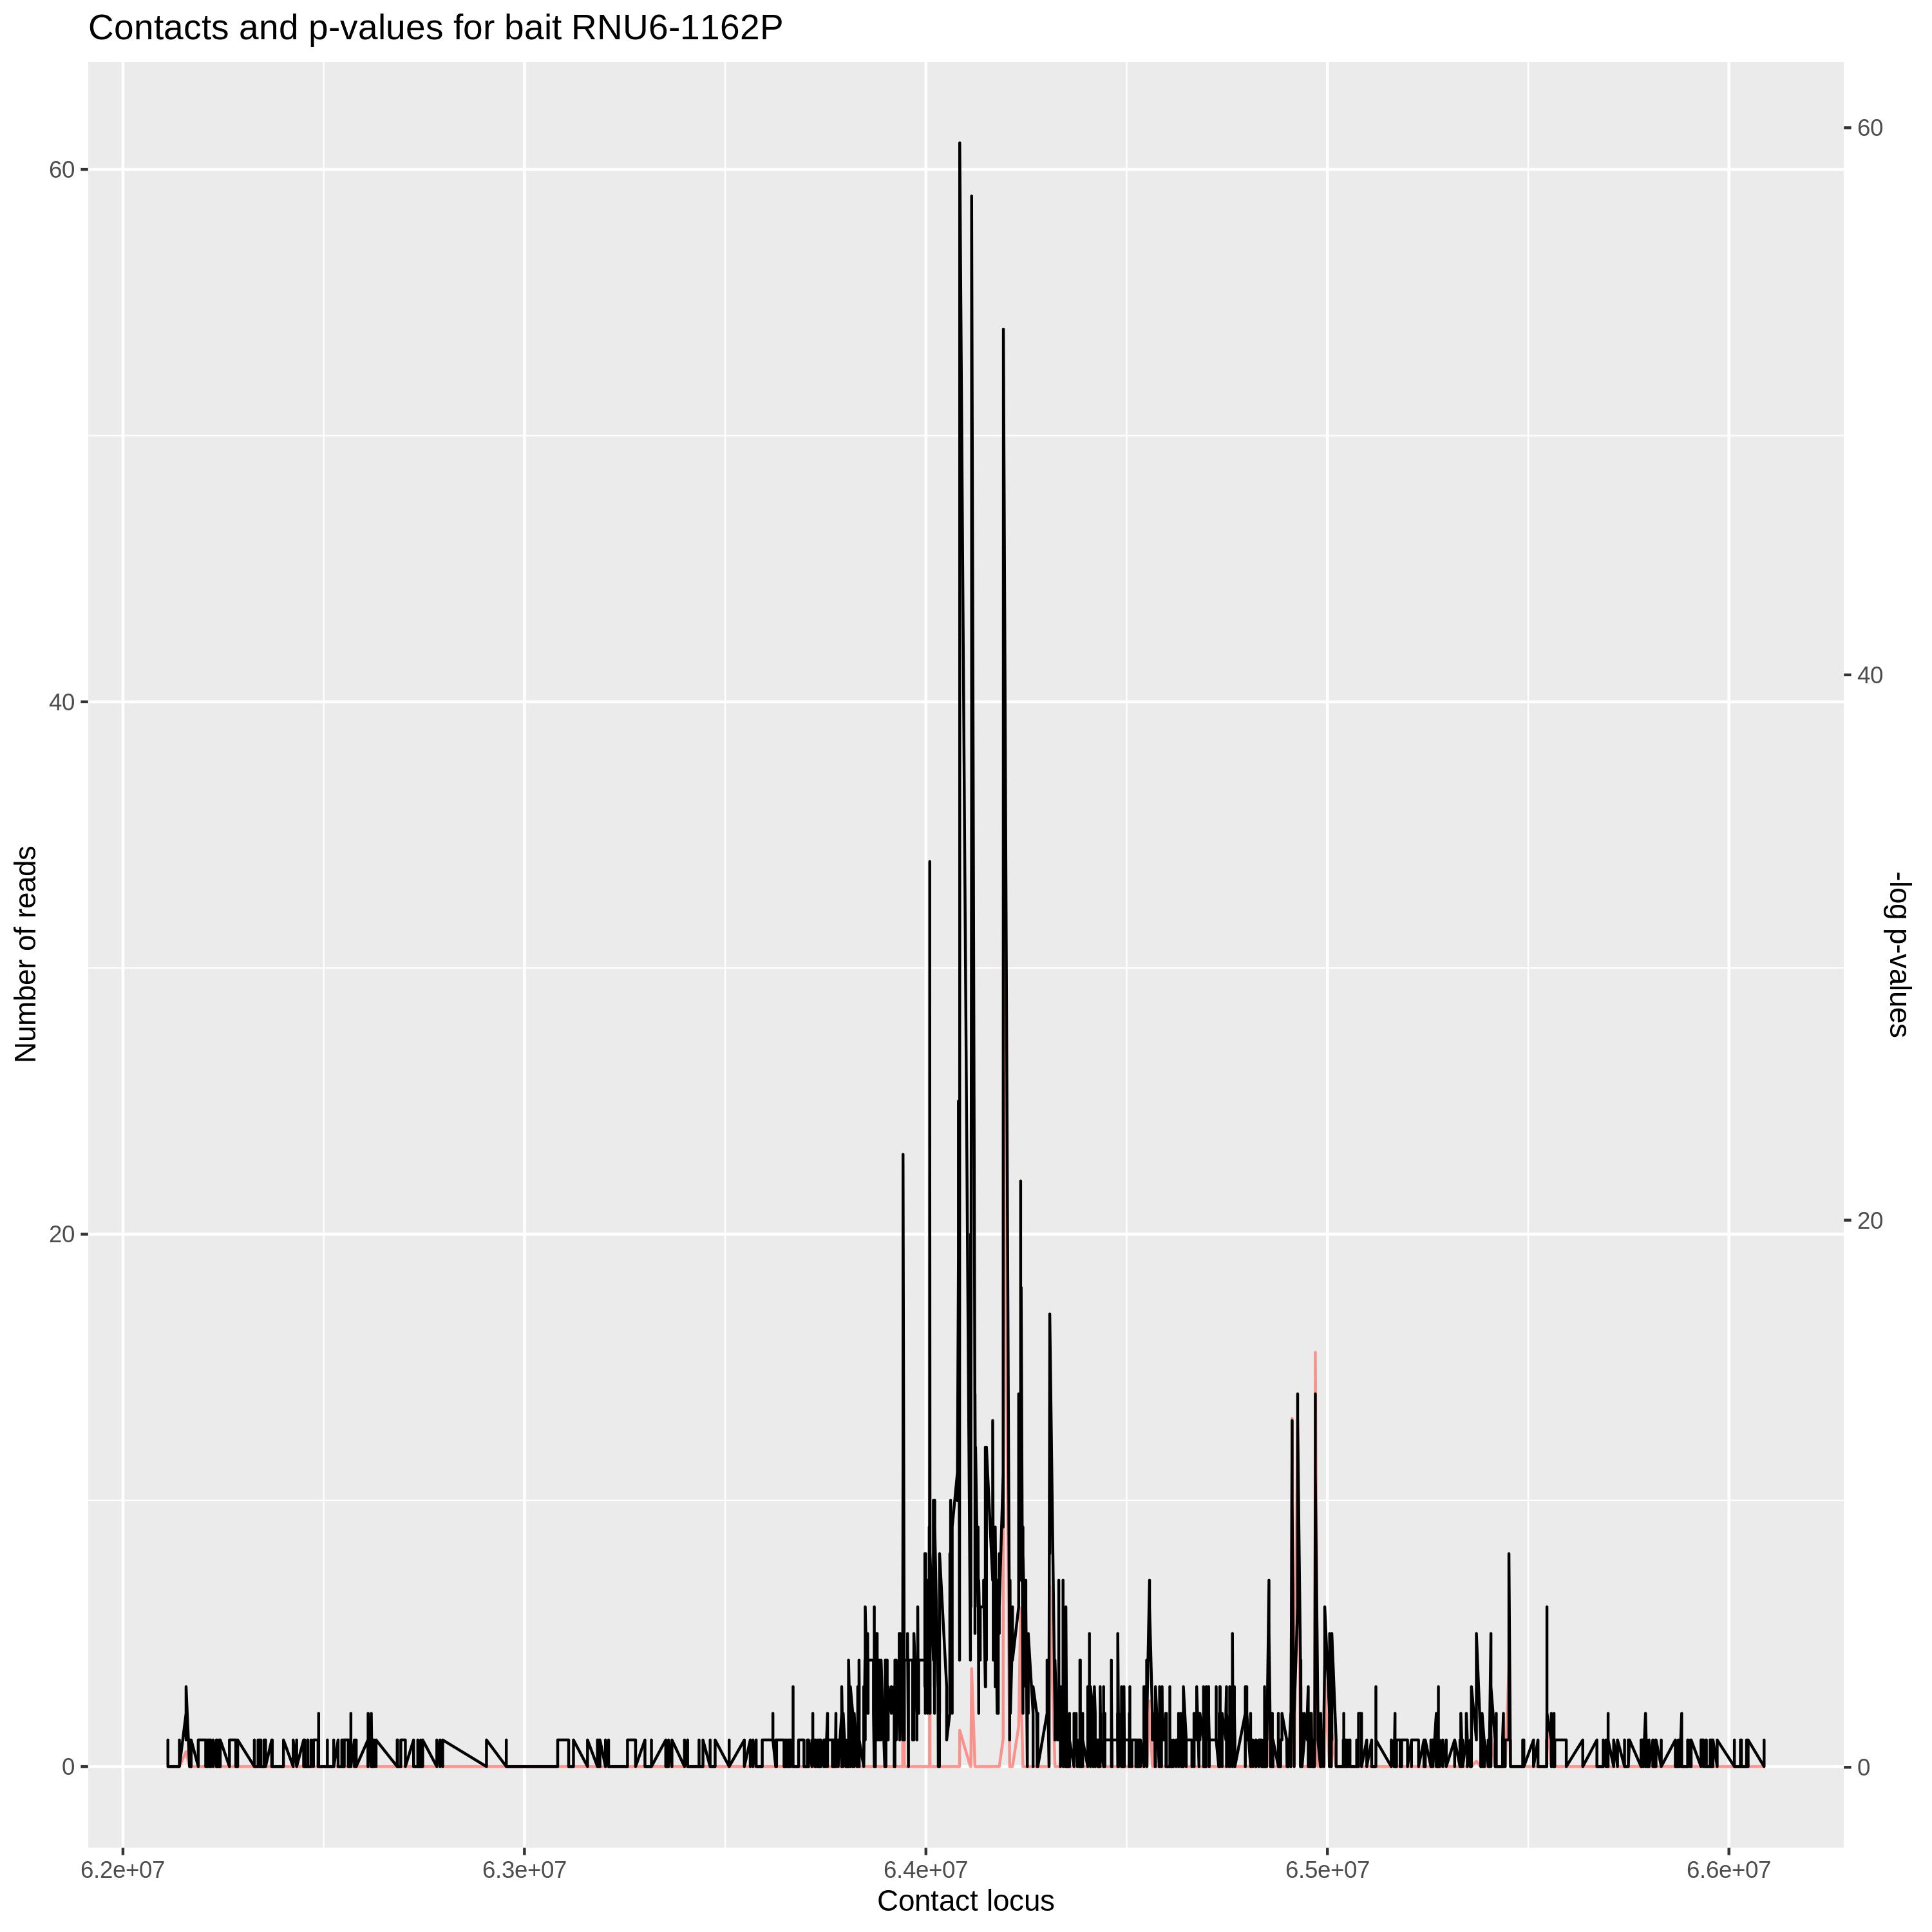 Contacts and p-values for bait RNU6-1162P
60
40
20
0
Number of reads
60
40
20
0
-log p-values
6.2e+07 6.3e+07 6.4e+07 6.5e+07 6.6e+07
Contact locus